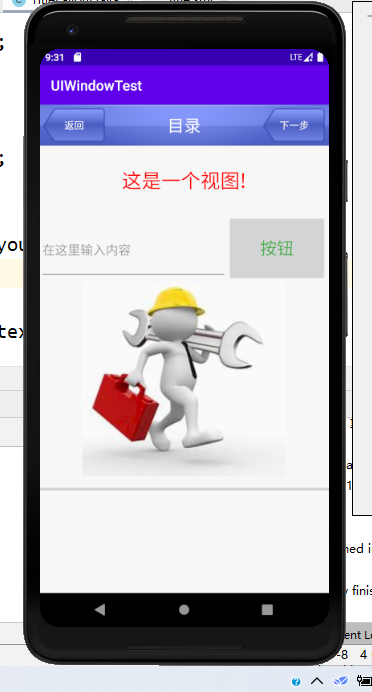 9:31 LTE
UIWindowTest
返回 目录 下一步
这是一个视图!
在这里输入内容 按钮
;
;
you
tex
ned i
y finis
ent Lo
-8 4